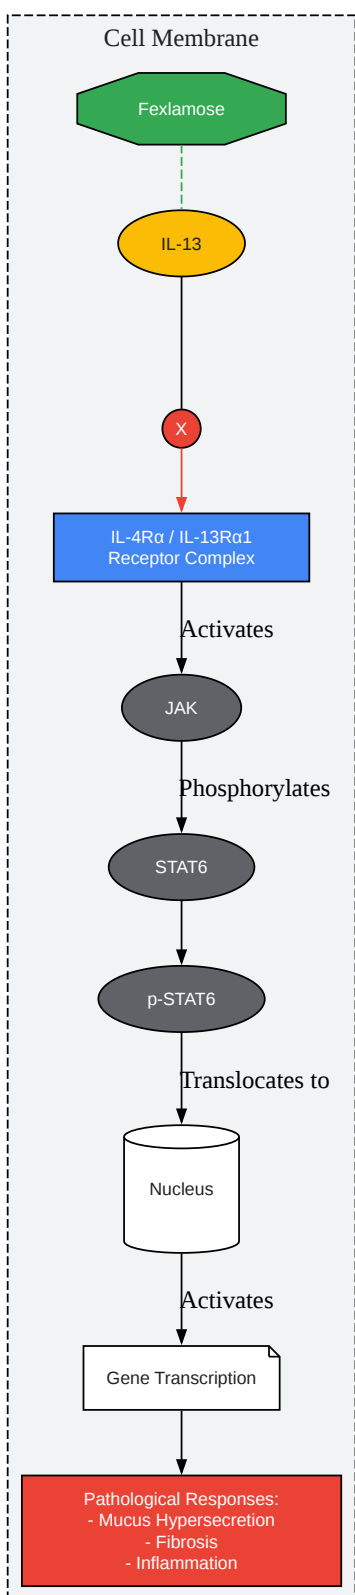 Cell Membrane
Fexlamose
IL-13
X
IL-4Rα / IL-13Rα1
Receptor Complex
Activates
JAK
Phosphorylates
STAT6
p-STAT6
Translocates to
Nucleus
Activates
Gene Transcription
Pathological Responses:
- Mucus Hypersecretion
- Fibrosis
- Inflammation